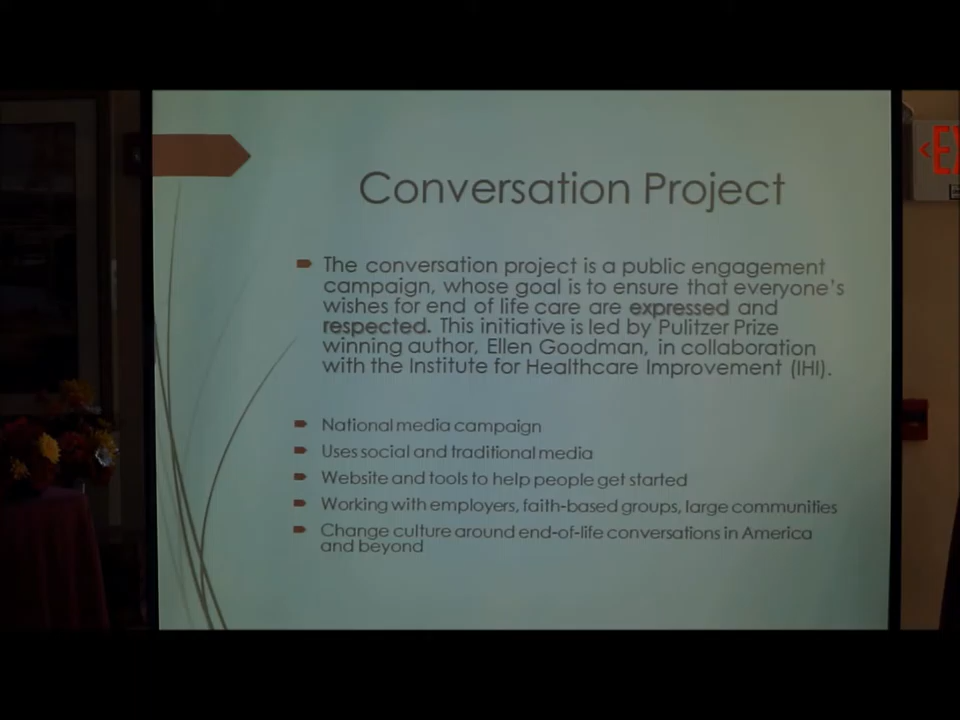 Conversation Project
The conversation project is a public engagement
campaign, whose goal is to ensure that everyone's
wishes for end of life care are expressed and
respected. This initiative is led by Pulitzer Prize
winning author, Ellen Goodman, in collaboration
with the Institute for Healthcare Improvement (IHI).
National media campaign
Uses social and traditional media
Website and tools to help people get started
Working with employers, faith-based groups, large communities
Change culture around end-of-life conversations in America
and beyond